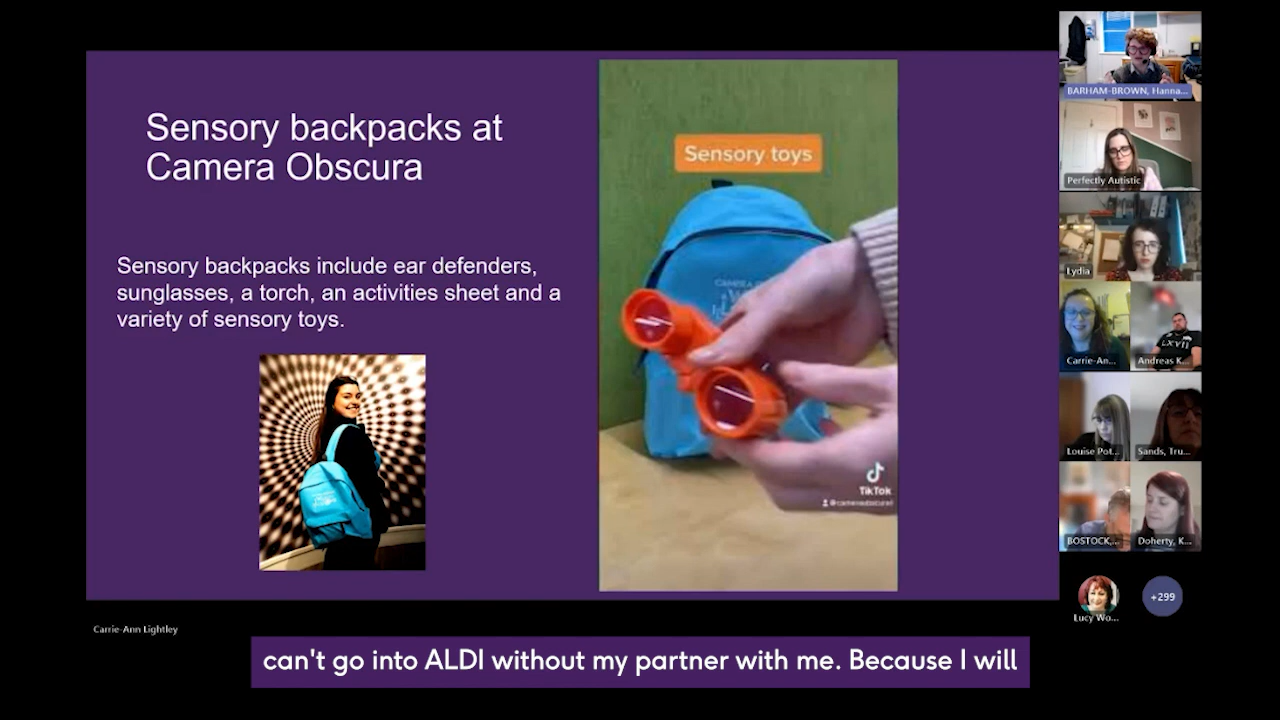 Sensory backpacks at
Camera Obscura
Sensory backpacks include ear defenders,
sunglasses, a torch, an activities sheet and a
variety of sensory toys.
Sensory toys
TikTok
BARHAM-BROWN, Hanna...
Perfectly Autistic
Lydia
Carrie-An...
Andreas K...
LXVII
Louise Pot...
Sands, Tru...
BOSTOCK,...
Doherty, K...
Lucy Wo...
+299
Carrie-Ann Lightley
can't go into ALDI without my partner with me. Because I will